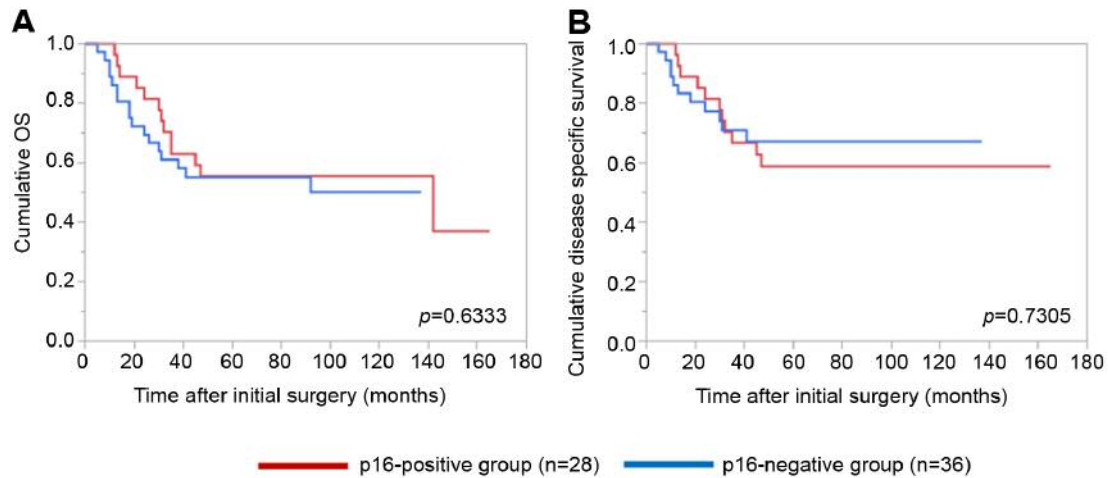 A
B
Cumulative OS
1.0
0.8
0.6
0.4
0.2
0.0
p=0.6333
0 20 40 60 80 100 120 140 160 180
Time after initial surgery (months)
Cumulative disease specific survival
1.0
0.8
0.6
0.4
0.2
0.0
p=0.7305
0 20 40 60 80 100 120 140 160 180
Time after initial surgery (months)
p16-positive group (n=28) p16-negative group (n=36)